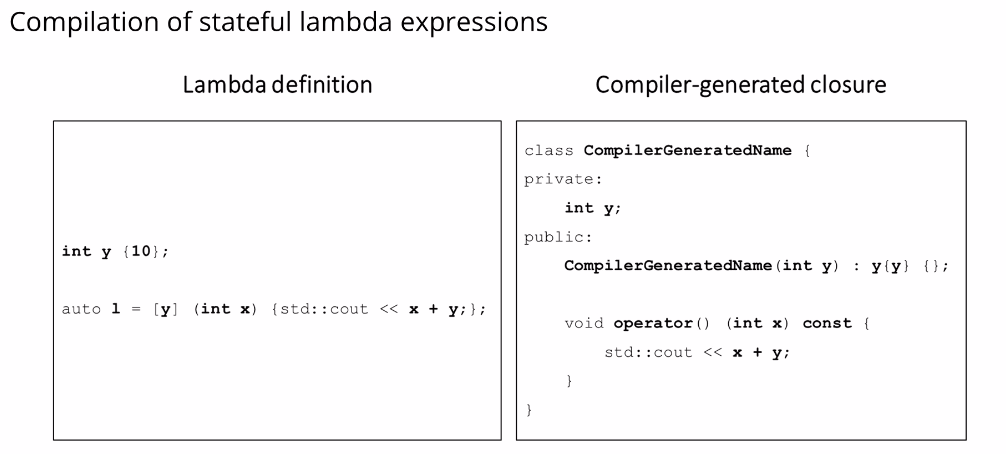 Compilation of stateful lambda expressions
Lambda definition
int y {10};
auto l = [y] (int x) {std::cout << x + y;};
Compiler-generated closure
class CompilerGeneratedName {
private:
int y;
public:
CompilerGeneratedName(int y) : y{y} {};
void operator() (int x) const {
std::cout << x + y;
}
}